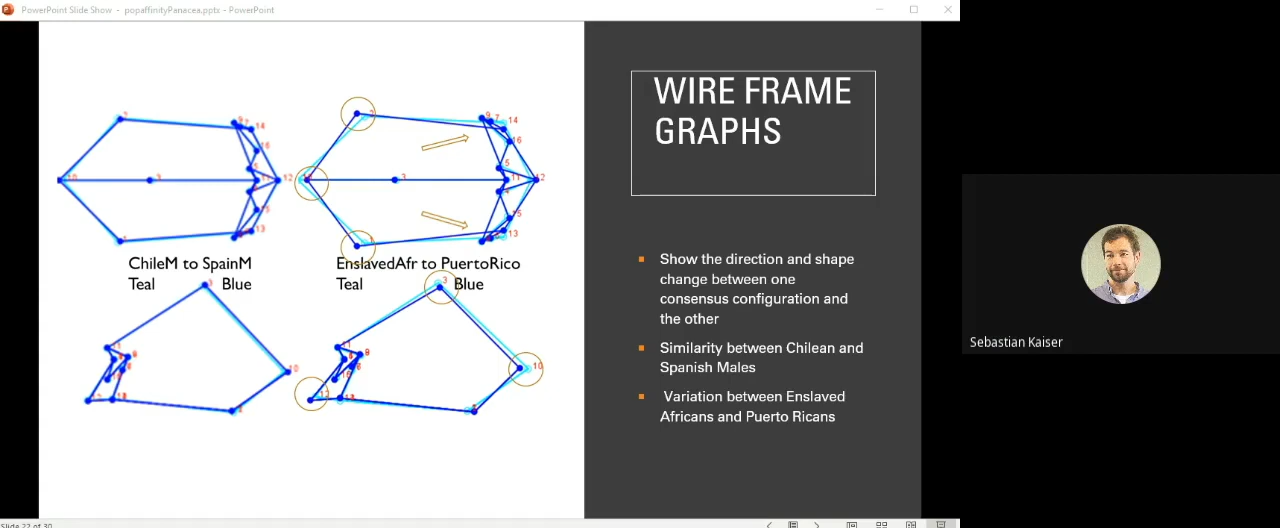 PowerPoint Slide Show - popaffinityPanacea.pptx - PowerPoint
WIRE FRAME
GRAPHS
ChileM to SpainM
Teal Blue
EnslavedAfr to PuertoRico
Teal Blue
Show the direction and shape
change between one
consensus configuration and
the other
Similarity between Chilean and
Spanish Males
Variation between Enslaved
Africans and Puerto Ricans
Sebastian Kaiser
Slide 22 of 30